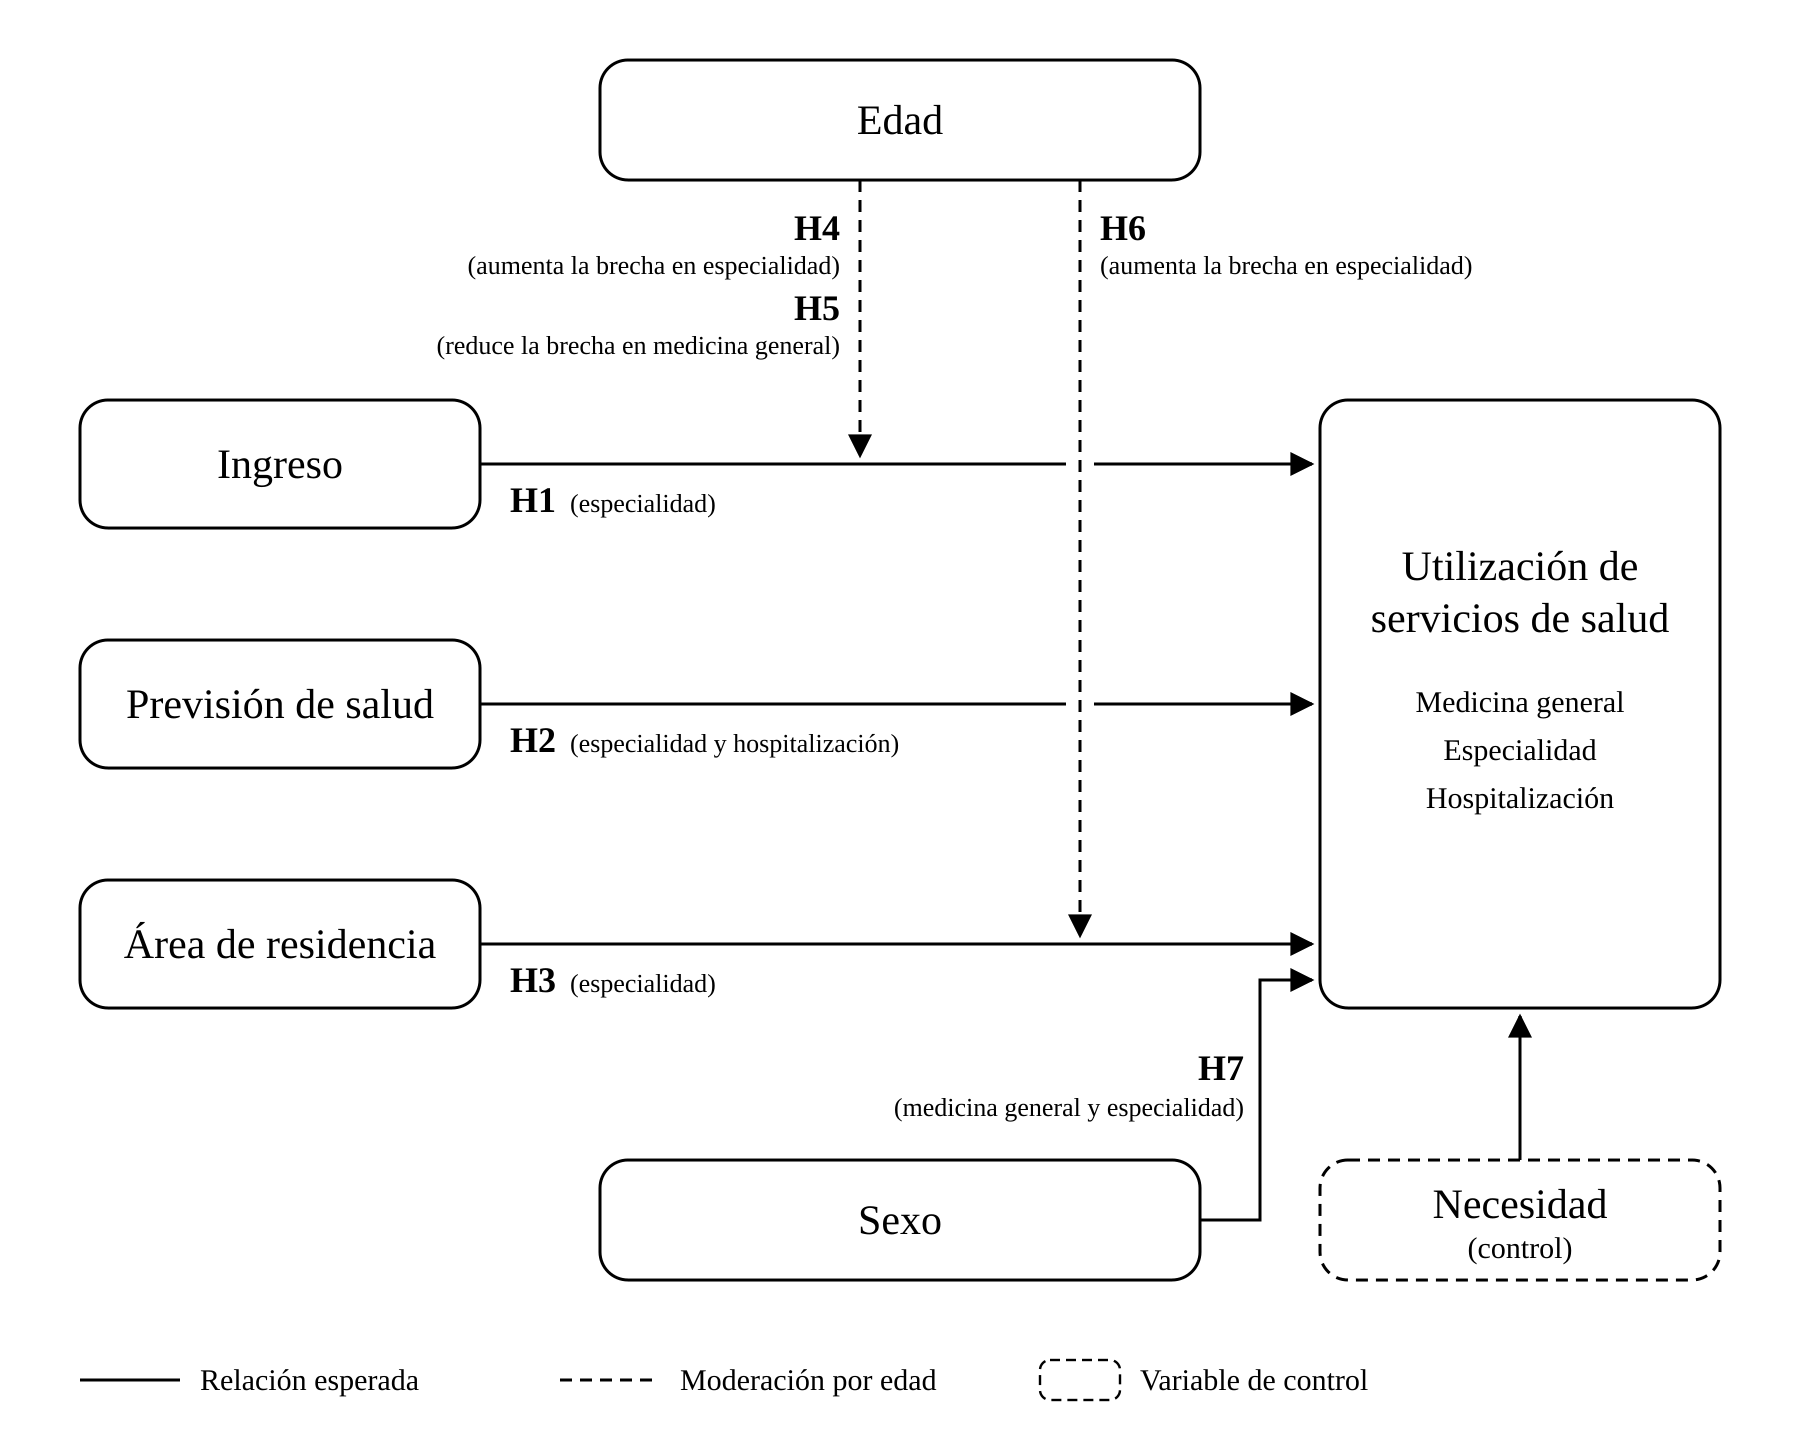 Edad
H4
(aumenta la brecha en especialidad)
H5
(reduce la brecha en medicina general)
H6
(aumenta la brecha en especialidad)
Ingreso
H1 (especialidad)
Previsión de salud
H2 (especialidad y hospitalización)
Área de residencia
H3 (especialidad)
Utilización de
servicios de salud
Medicina general
Especialidad
Hospitalización
H7
(medicina general y especialidad)
Sexo
Necesidad
(control)
Relación esperada
Moderación por edad
Variable de control